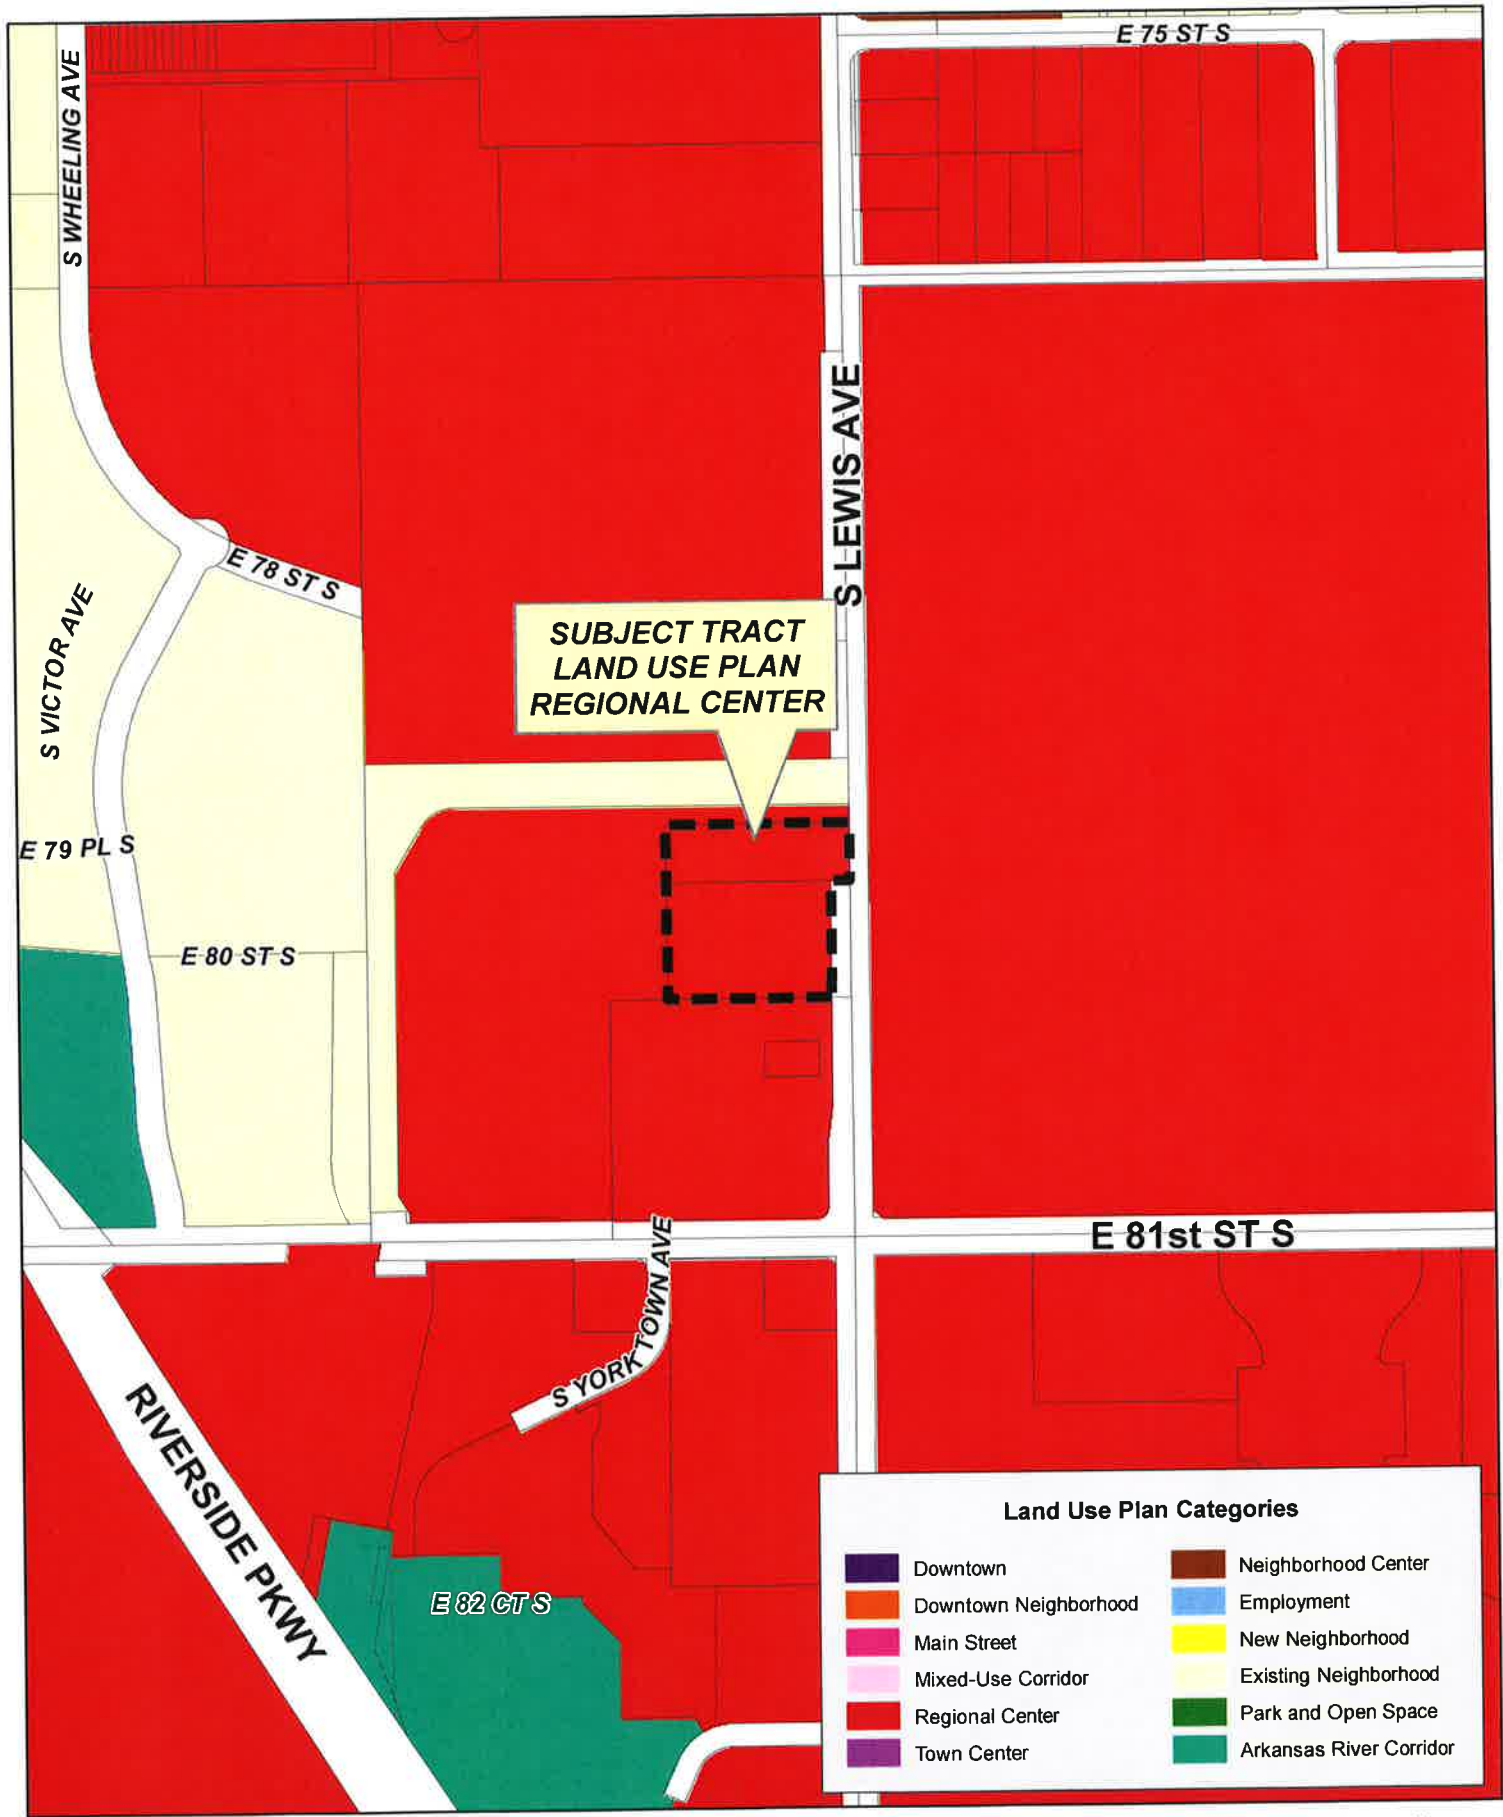 E 75 ST S
S WHEELING AVE
S LEWIS AVE
E 78 ST S
S VICTOR AVE
SUBJECT TRACT
LAND USE PLAN
REGIONAL CENTER
E 79 PL S
E 80 ST S
E 81st ST S
S YORKTOWN AVE
RIVERSIDE PKWY
E 82 CT S
Land Use Plan Categories
Downtown
Downtown Neighborhood
Main Street
Mixed-Use Corridor
Regional Center
Town Center
Neighborhood Center
Employment
New Neighborhood
Existing Neighborhood
Park and Open Space
Arkansas River Corridor